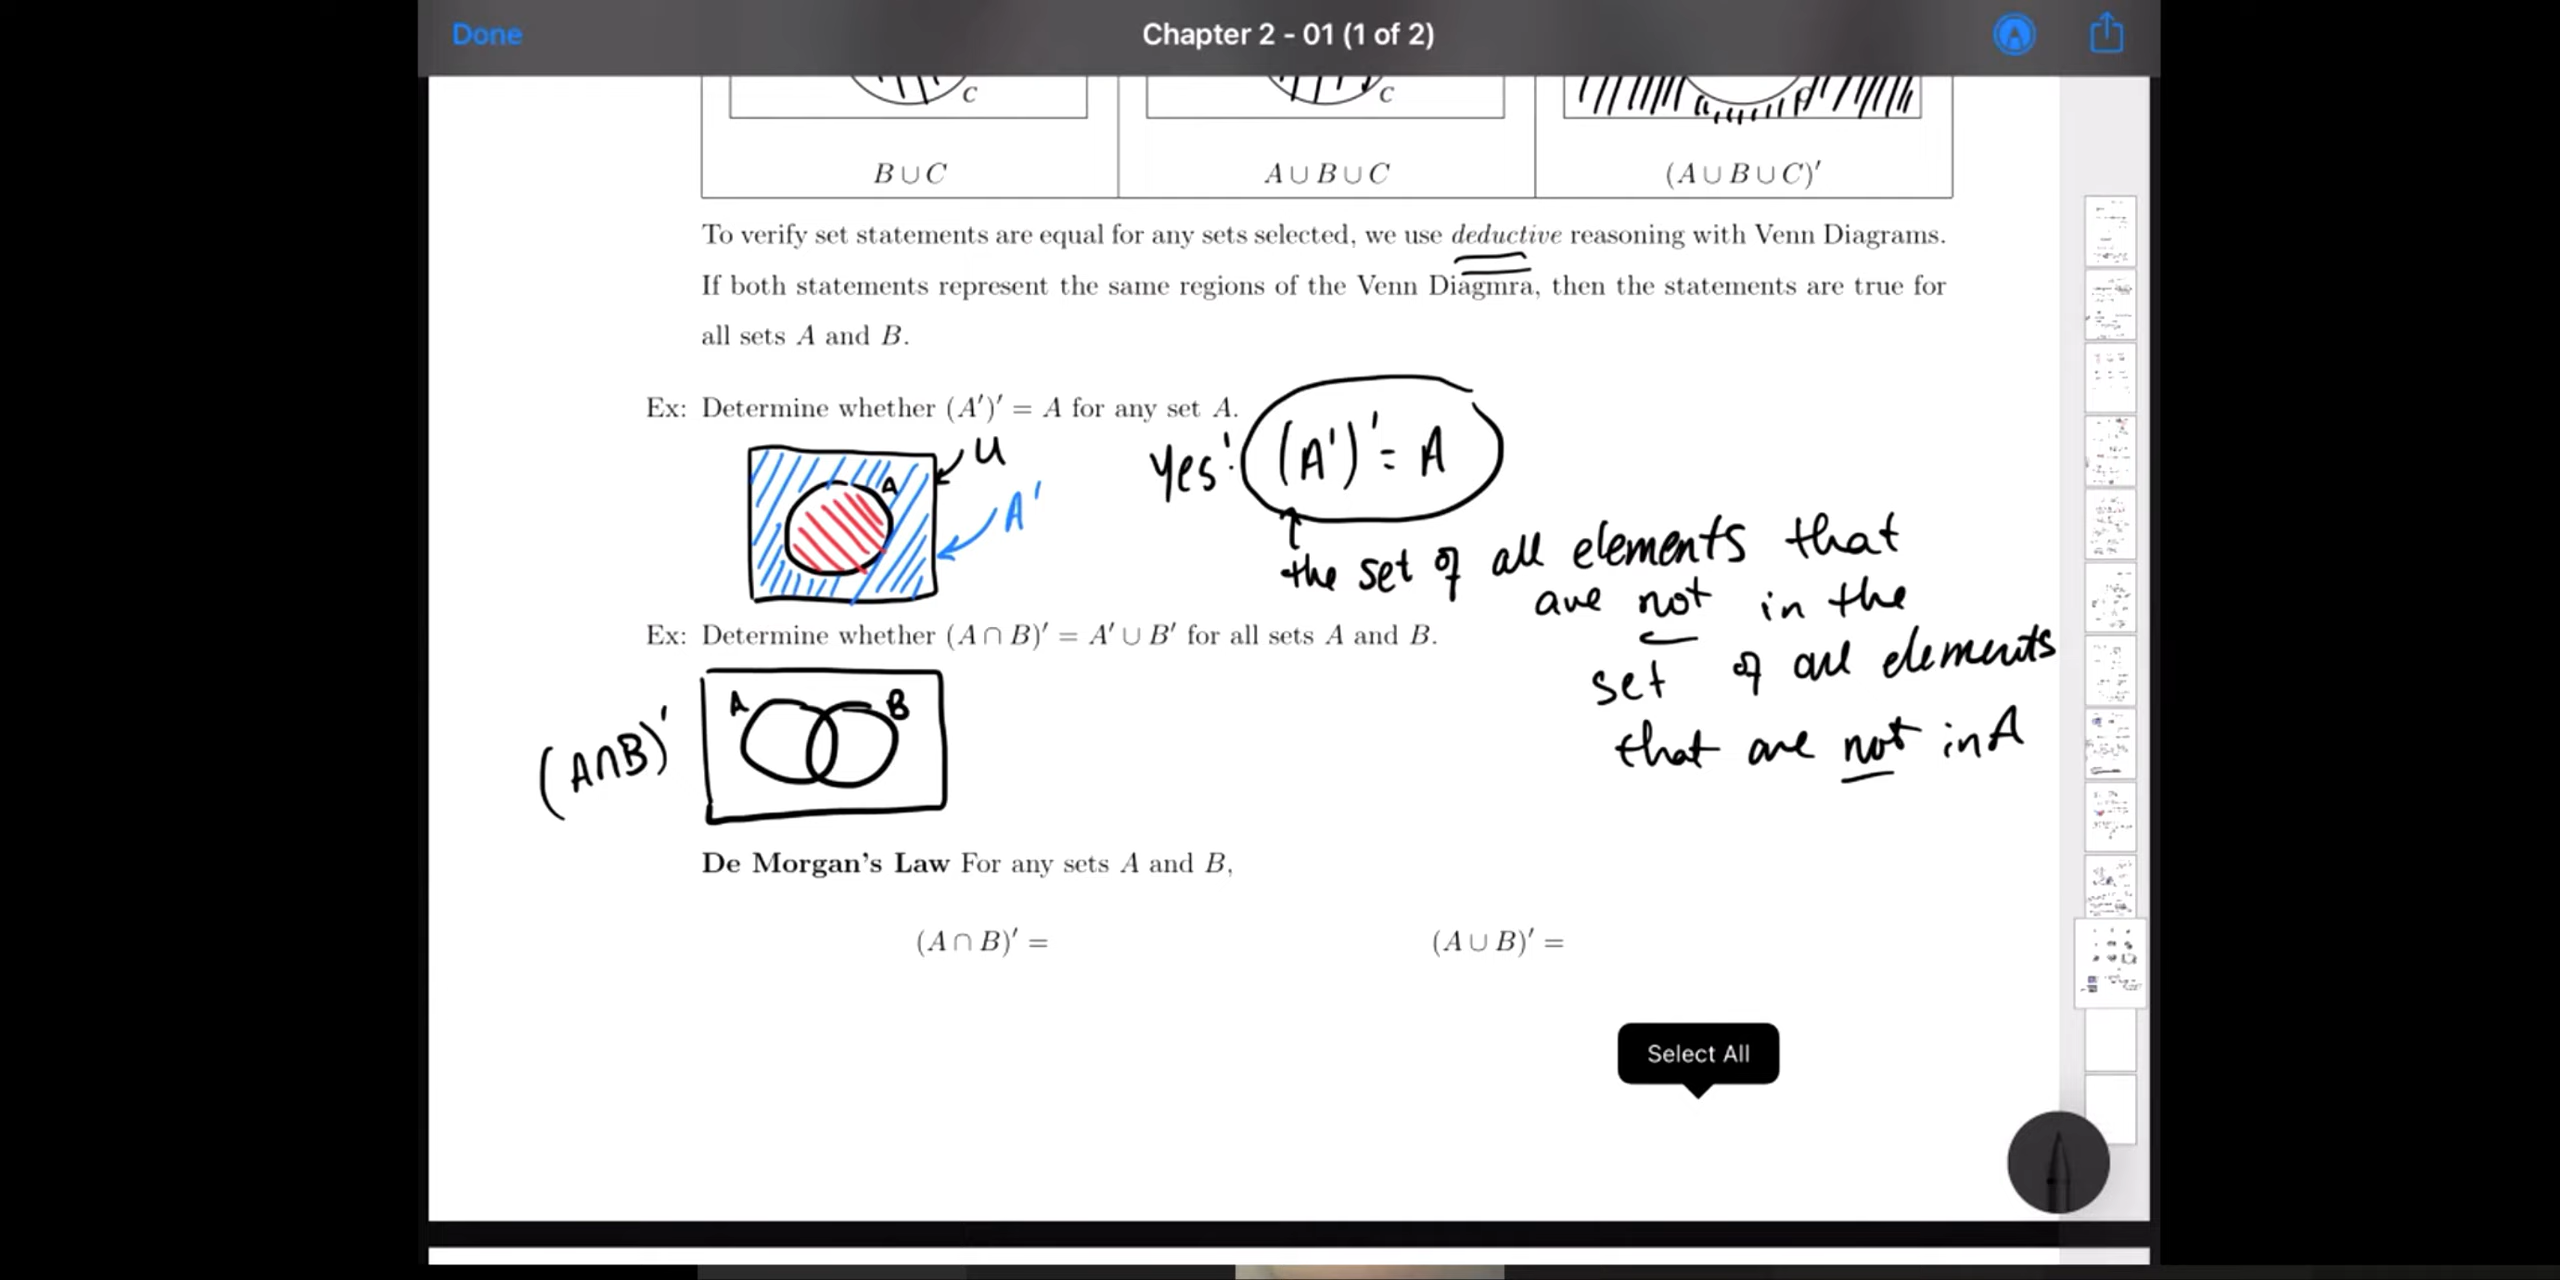 Done
Chapter 2 - 01 (1 of 2)
C
C
B ∪ C
A ∪ B ∪ C
(A ∪ B ∪ C)′
To verify set statements are equal for any sets selected, we use deductive reasoning with Venn Diagrams.
If both statements represent the same regions of the Venn Diagmra, then the statements are true for
all sets A and B.
Ex: Determine whether (A′)′ = A for any set A.
U
A
A'
Yes! (A')' = A
the set of all elements that
are not in the
set of all elements
that are not in A
Ex: Determine whether (A ∩ B)′ = A′ ∪ B′ for all sets A and B.
A
B
(A∩B)'
De Morgan's Law For any sets A and B,
(A ∩ B)′ =
(A ∪ B)′ =
Select All